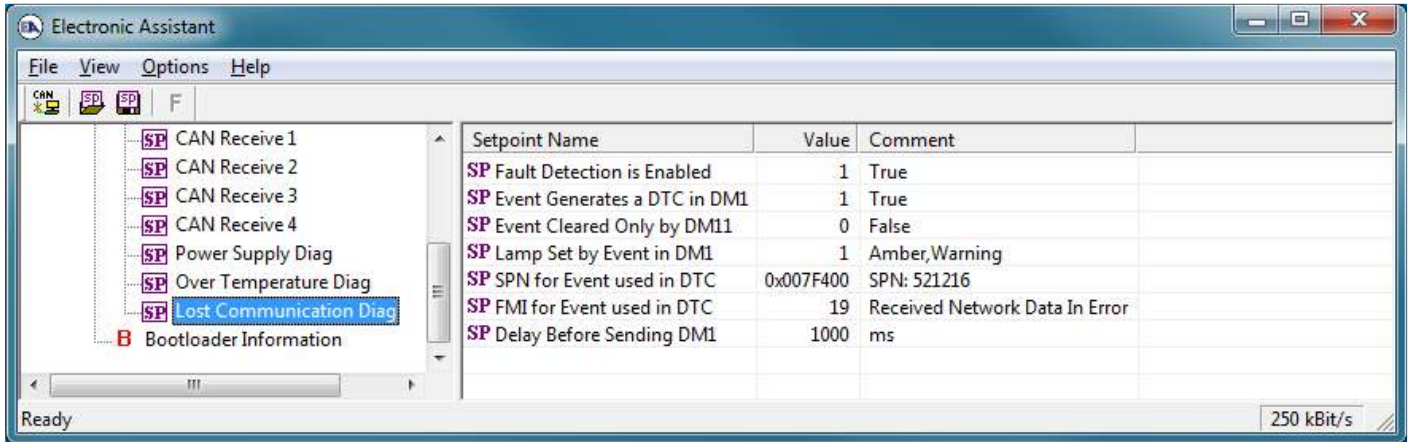 EA Electronic Assistant
File View Options Help
CAN SP SP F
SP CAN Receive 1
SP CAN Receive 2
SP CAN Receive 3
SP CAN Receive 4
SP Power Supply Diag
SP Over Temperature Diag
SP Lost Communication Diag
B Bootloader Information
Setpoint Name Value Comment
SP Fault Detection is Enabled 1 True
SP Event Generates a DTC in DM1 1 True
SP Event Cleared Only by DM11 0 False
SP Lamp Set by Event in DM1 1 Amber,Warning
SP SPN for Event used in DTC 0x007F400 SPN: 521216
SP FMI for Event used in DTC 19 Received Network Data In Error
SP Delay Before Sending DM1 1000 ms
Ready 250 kBit/s